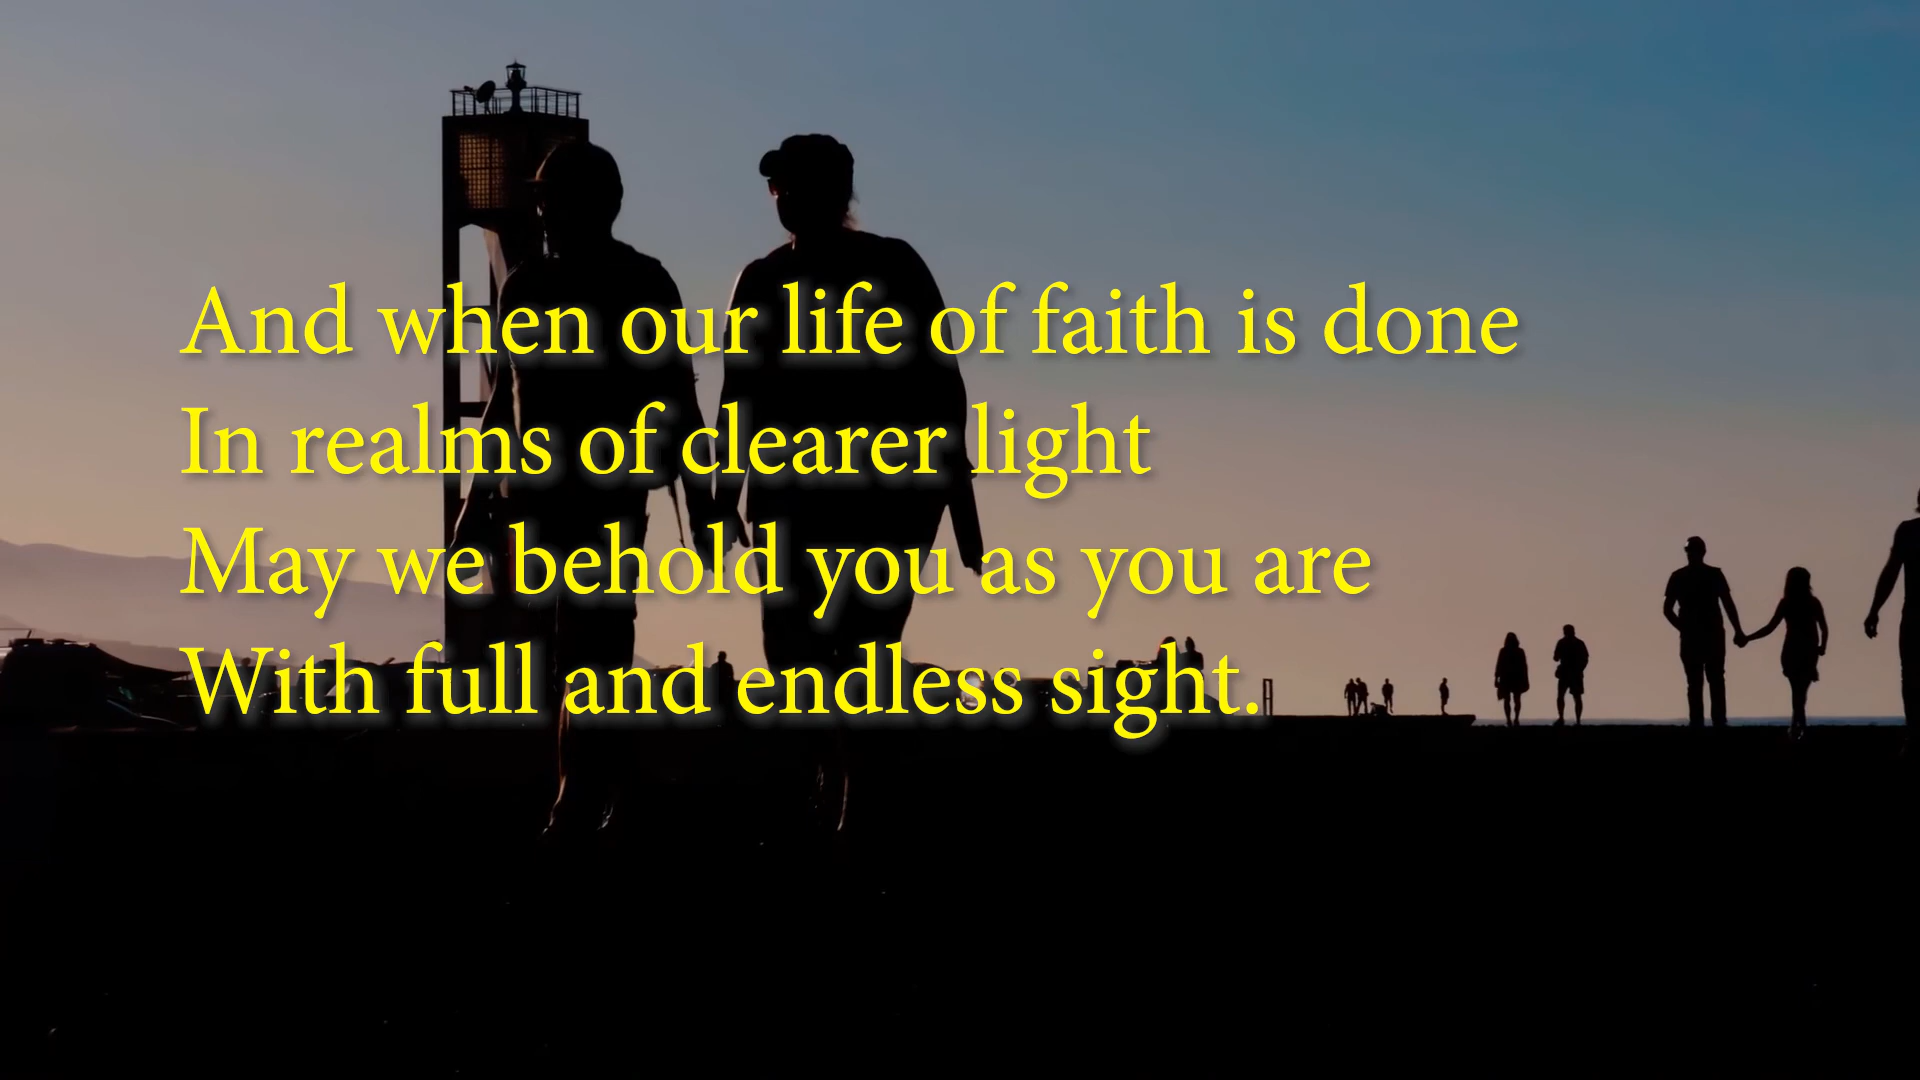 And when our life of faith is done
In realms of clearer light
May we behold you as you are
With full and endless sight.